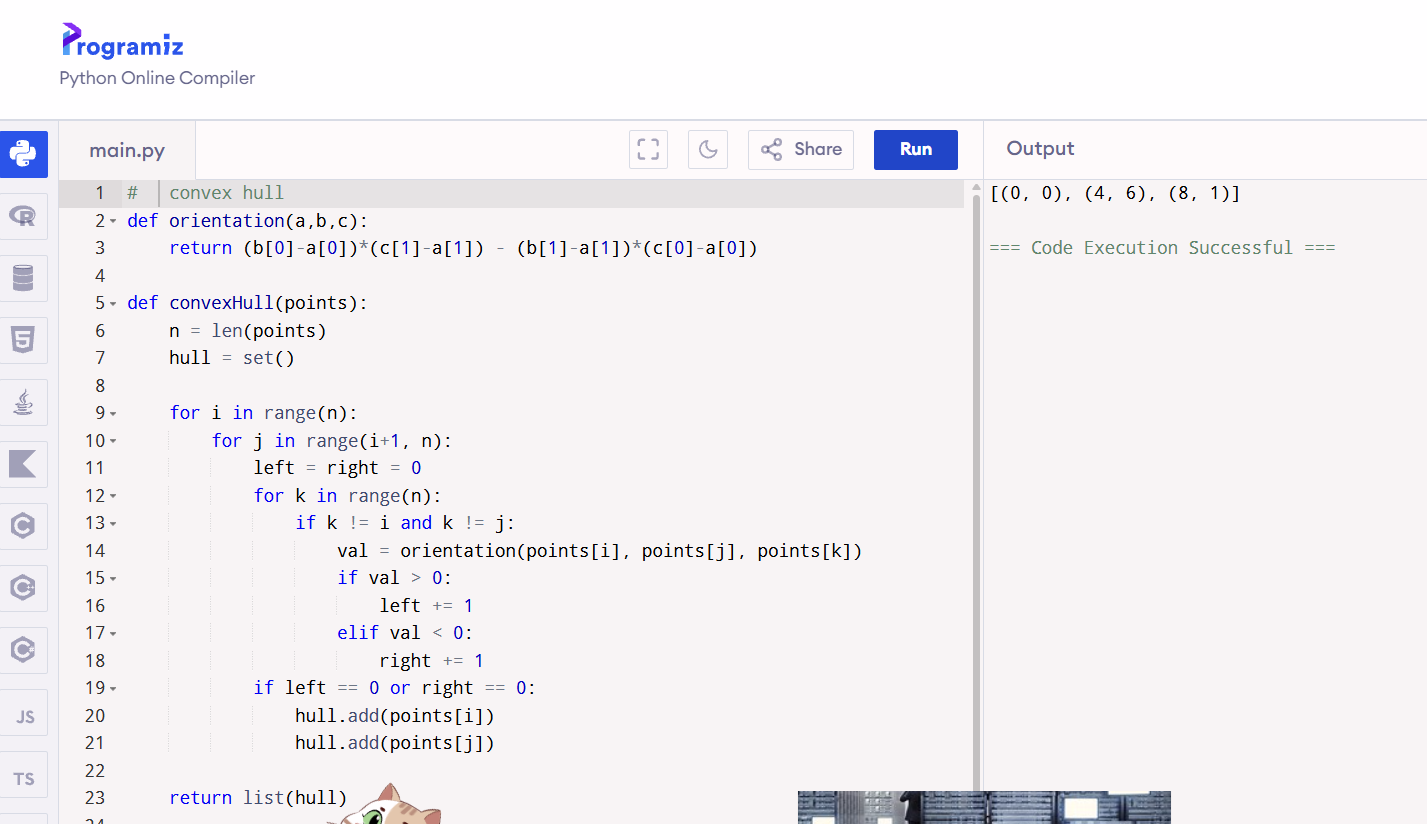 Programiz
Python Online Compiler
main.py
Share
Run
Output
1 # convex hull
2 def orientation(a,b,c):
3 return (b[0]-a[0])*(c[1]-a[1]) - (b[1]-a[1])*(c[0]-a[0])
4
5 def convexHull(points):
6 n = len(points)
7 hull = set()
8
9 for i in range(n):
10 for j in range(i+1, n):
11 left = right = 0
12 for k in range(n):
13 if k != i and k != j:
14 val = orientation(points[i], points[j], points[k])
15 if val > 0:
16 left += 1
17 elif val < 0:
18 right += 1
19 if left == 0 or right == 0:
20 hull.add(points[i])
21 hull.add(points[j])
22
23 return list(hull)
[(0, 0), (4, 6), (8, 1)]
=== Code Execution Successful ===
JS
TS